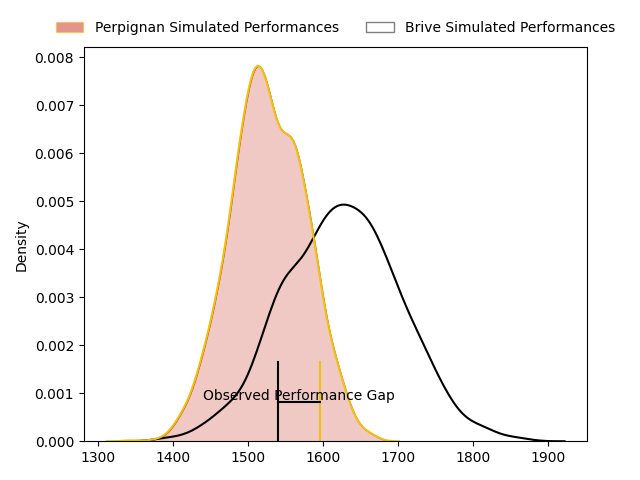 Perpignan Simulated Performances
Brive Simulated Performances
0.008
0.007
0.006
0.005
0.004
0.003
0.002
0.001
0.000
Density
Observed Performance Gap
1300 1400 1500 1600 1700 1800 1900